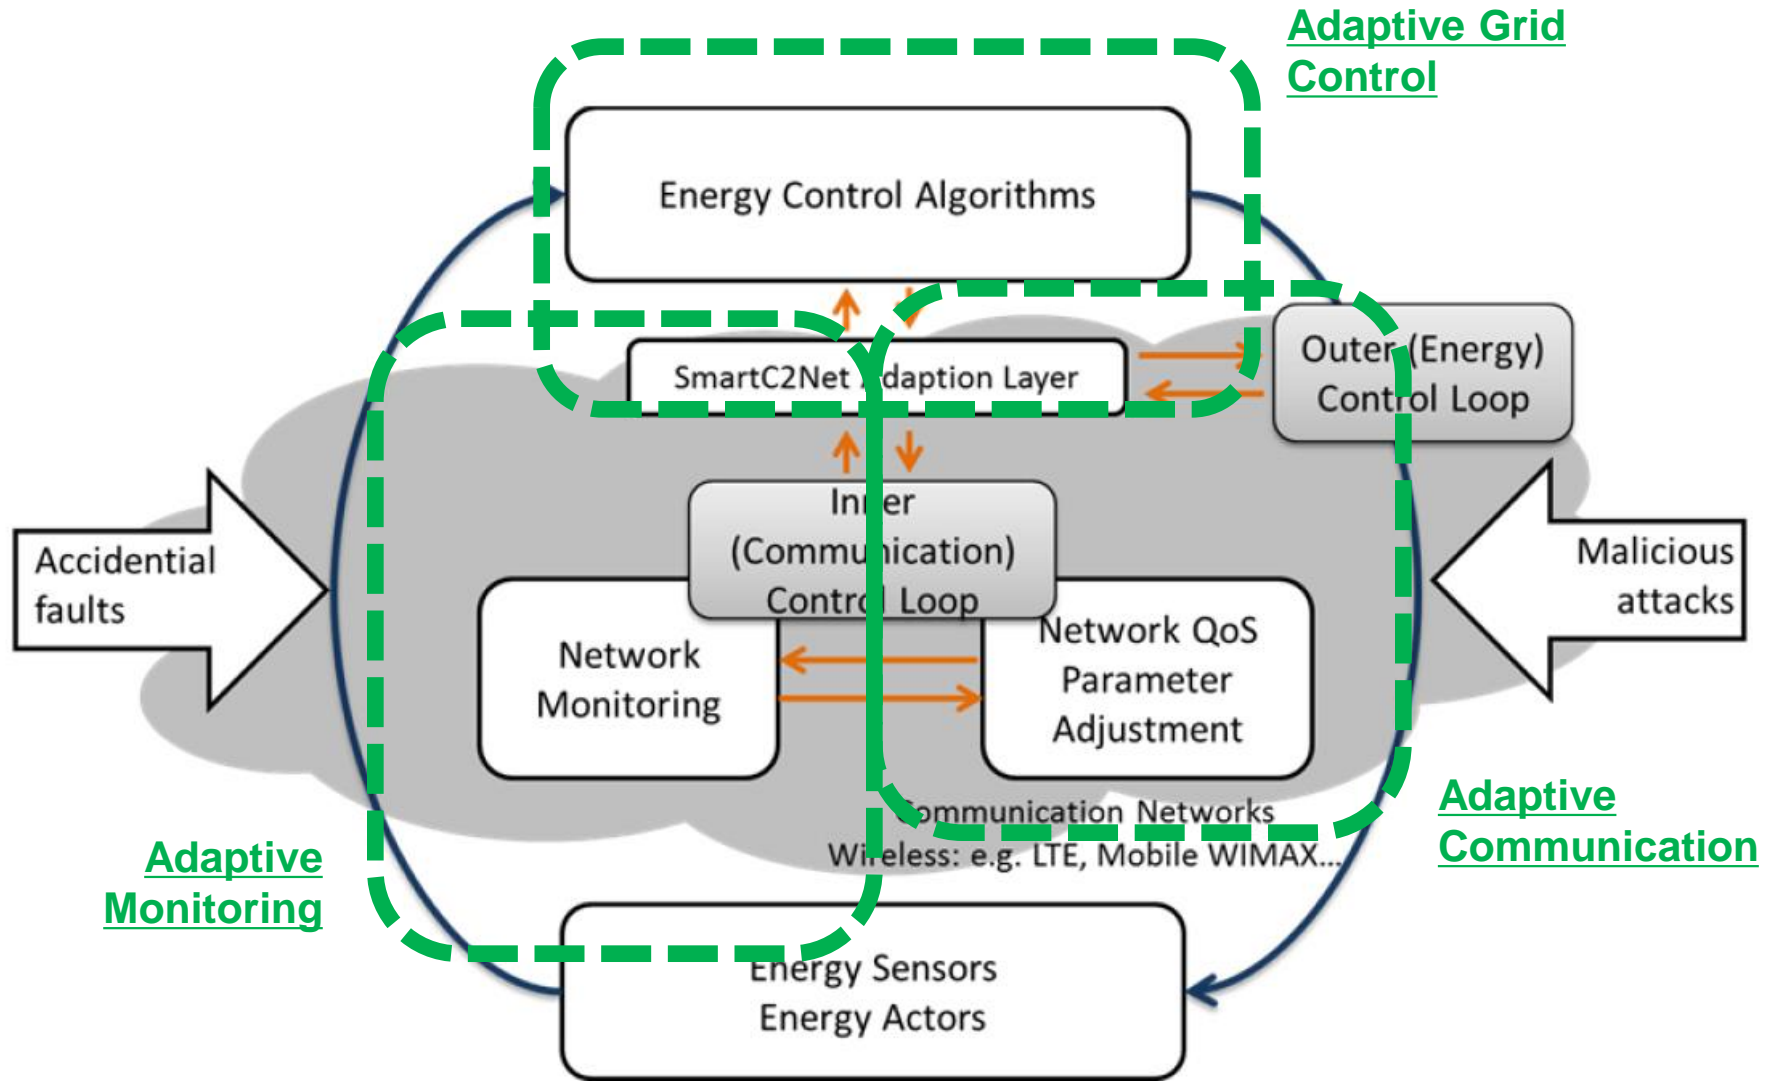 Adaptive Grid
Control
Energy Control Algorithms
SmartC2Net Adaption Layer
Outer (Energy)
Control Loop
Inner
(Communication)
Control Loop
Accidential
faults
Malicious
attacks
Network
Monitoring
Network QoS
Parameter
Adjustment
Communication Networks
Wireless: e.g. LTE, Mobile WIMAX...
Adaptive
Monitoring
Adaptive
Communication
Energy Sensors
Energy Actors